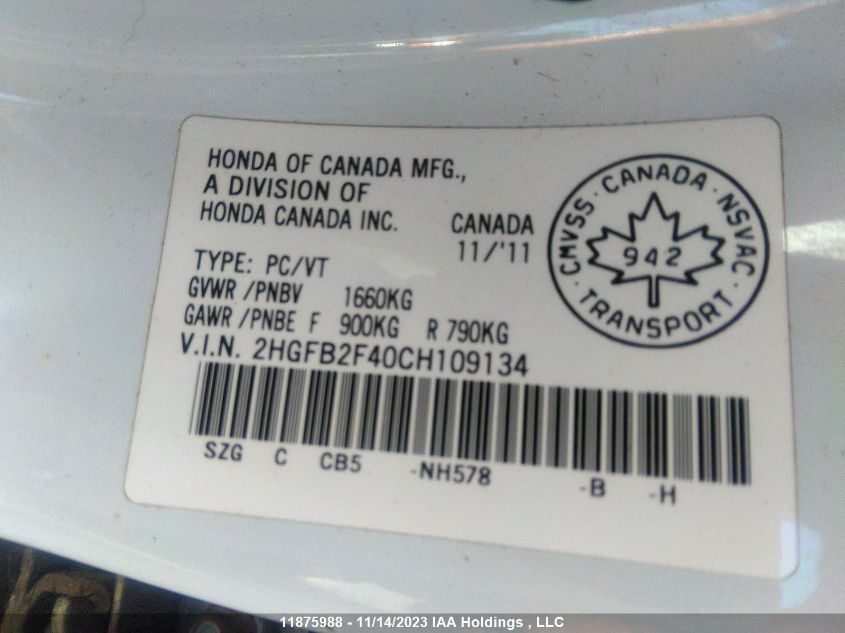 HONDA OF CANADA MFG.,
A DIVISION OF
HONDA CANADA INC. CANADA
11/'11
TYPE: PC/VT
GVWR /PNBV 1660KG
GAWR /PNBE F 900KG R 790KG
V.I.N. 2HGFB2F40CH109134
SZG C CB5 -NH578 -B -H
CMVSS · CANADA · NSVAC
942
· TRANSPORT ·
11875988 - 11/14/2023 IAA Holdings , LLC